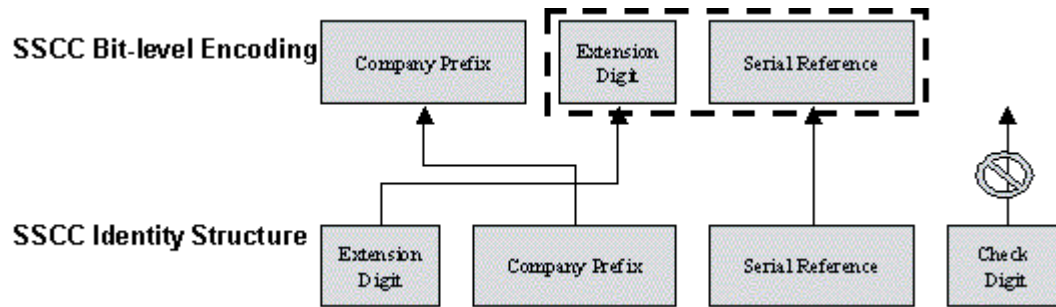 SSCC Bit-level Encoding
Company Prefix
Extension
Digit
Serial Reference
SSCC Identity Structure
Extension
Digit
Company Prefix
Serial Reference
Check
Digit